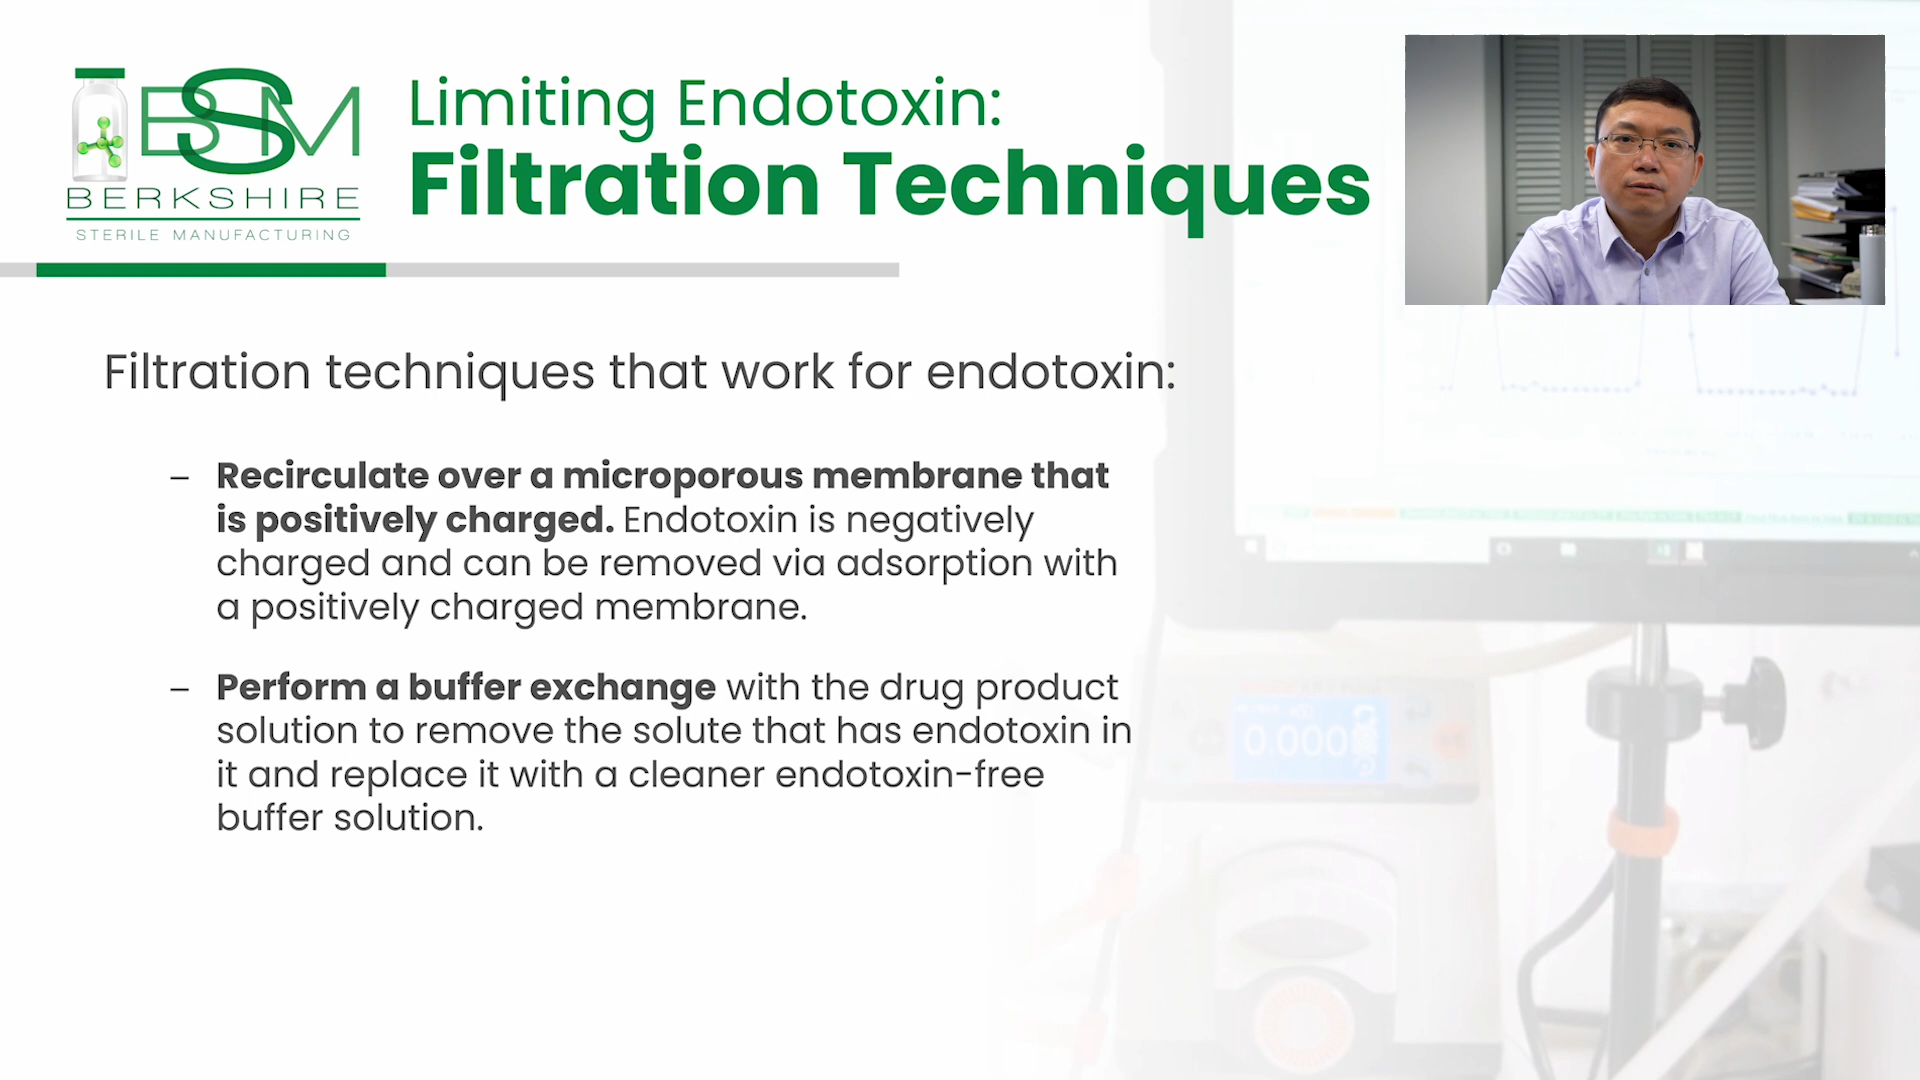 BSM
BERKSHIRE
STERILE MANUFACTURING
Limiting Endotoxin:
Filtration Techniques
Filtration techniques that work for endotoxin:
– Recirculate over a microporous membrane that
is positively charged. Endotoxin is negatively
charged and can be removed via adsorption with
a positively charged membrane.
– Perform a buffer exchange with the drug product
solution to remove the solute that has endotoxin in
it and replace it with a cleaner endotoxin-free
buffer solution.
0.000